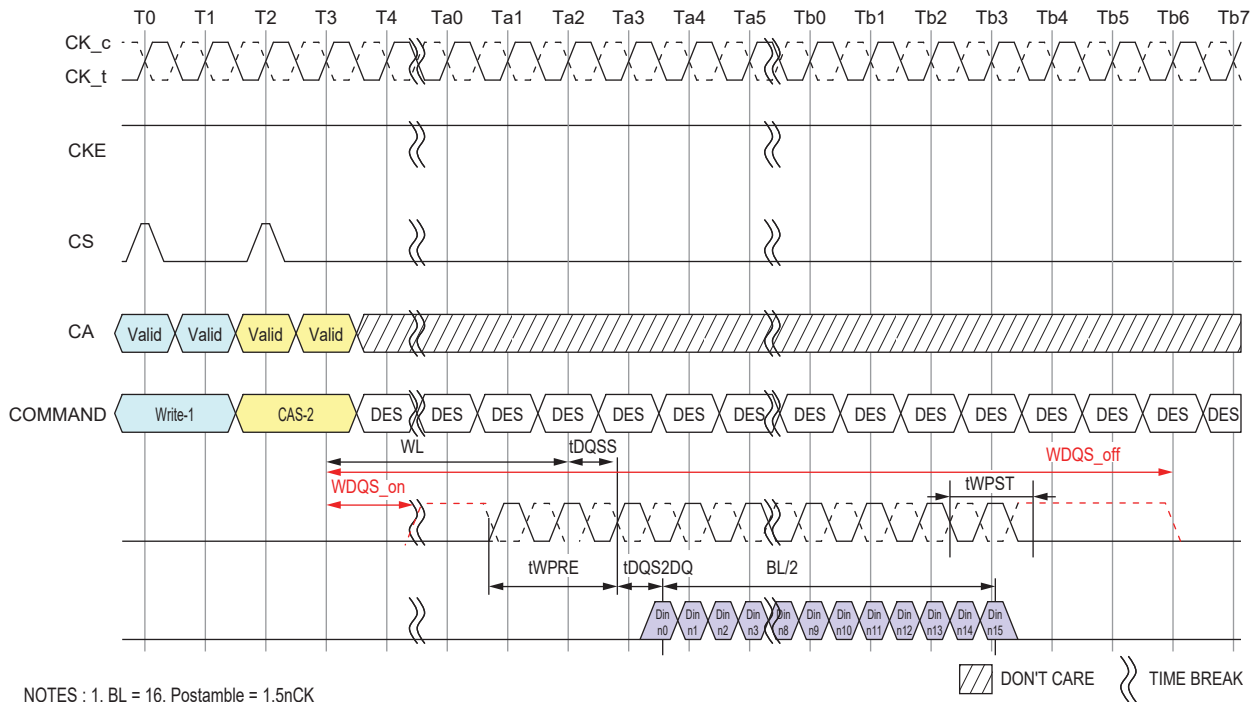 T0 T1 T2 T3 T4 Ta0 Ta1 Ta2 Ta3 Ta4 Ta5 Tb0 Tb1 Tb2 Tb3 Tb4 Tb5 Tb6 Tb7
CK_c
CK_t
CKE
CS
CA Valid Valid Valid Valid
COMMAND Write-1 CAS-2 DES DES DES DES DES DES DES DES DES DES DES DES DES DES DES
WL tDQSS
WDQS_off
WDQS_on
tWPST
tWPRE tDQS2DQ BL/2
Din Din Din Din Din Din Din Din Din Din Din Din
n0 n1 n2 n3 n8 n9 n10 n11 n12 n13 n14 n15
DON'T CARE TIME BREAK
NOTES : 1. BL = 16, Postamble = 1.5nCK